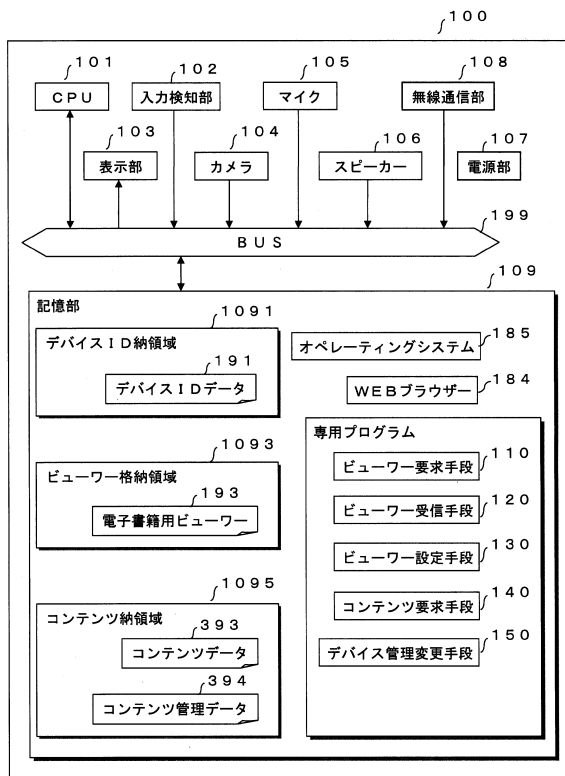 100
101
102
105
108
CPU
入力検知部
マイク
無線通信部
103
104
106
107
表示部
カメラ
スピーカー
電源部
199
BUS
109
記憶部
1091
デバイスID納領域
191
デバイスIDデータ
185
オペレーティングシステム
184
WEBブラウザー
専用プログラム
1093
ビューワー格納領域
193
電子書籍用ビューワー
110
ビューワー要求手段
120
ビューワー受信手段
130
ビューワー設定手段
1095
コンテンツ納領域
393
コンテンツデータ
394
コンテンツ管理データ
140
コンテンツ要求手段
150
デバイス管理変更手段